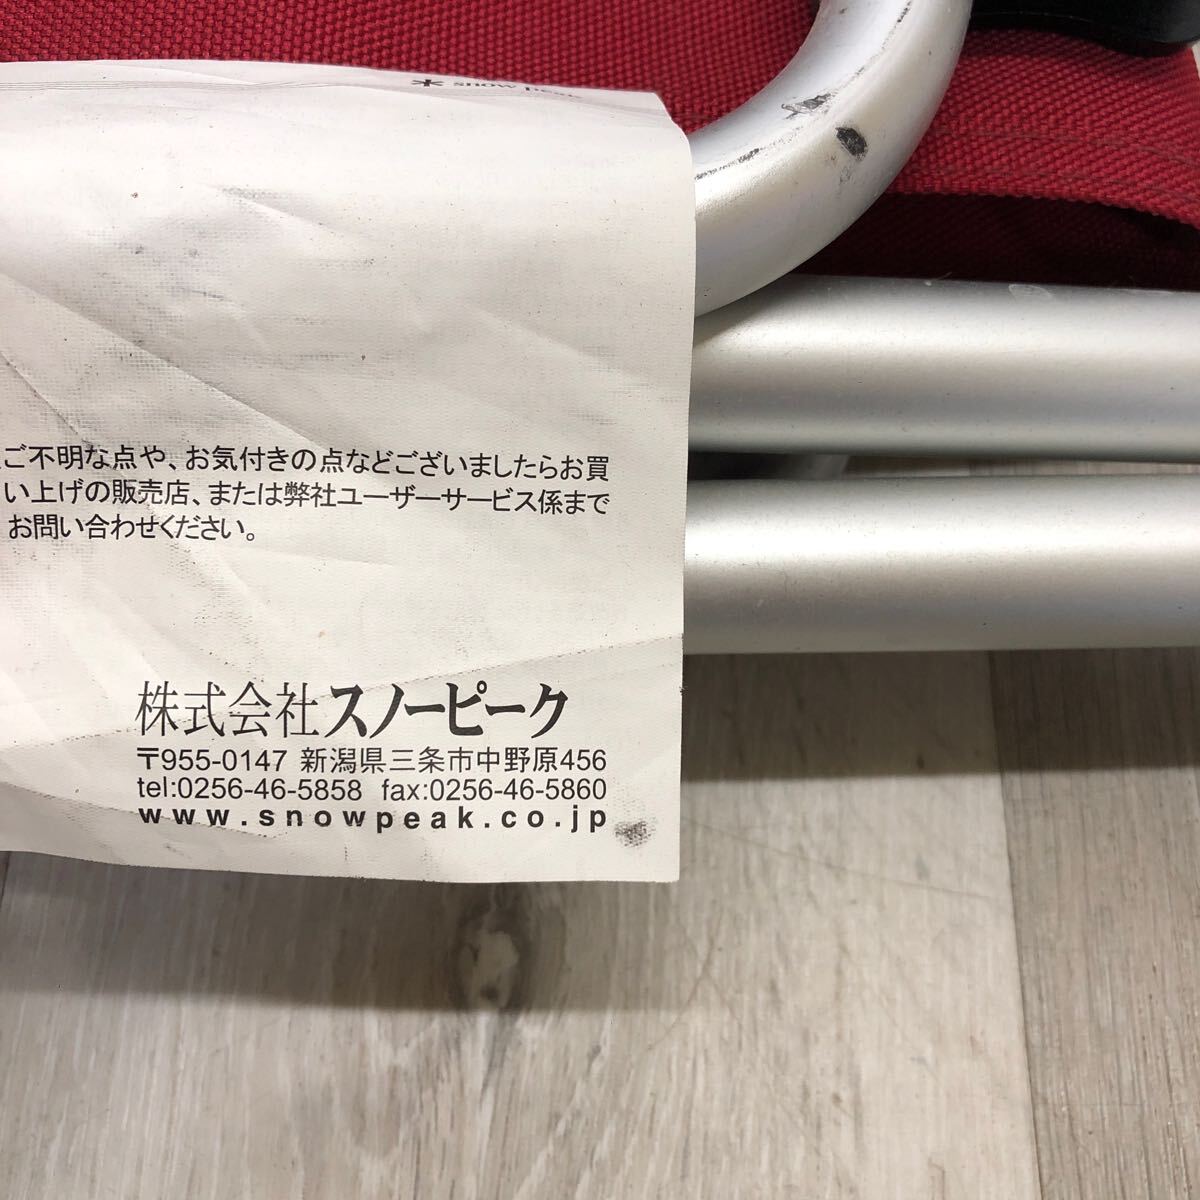 snow peak
ご不明な点や、お気付きの点などございましたらお買
い上げの販売店、または弊社ユーザーサービス係まで
お問い合わせください。
株式会社スノーピーク
〒955-0147 新潟県三条市中野原456
tel:0256-46-5858 fax:0256-46-5860
www.snowpeak.co.jp